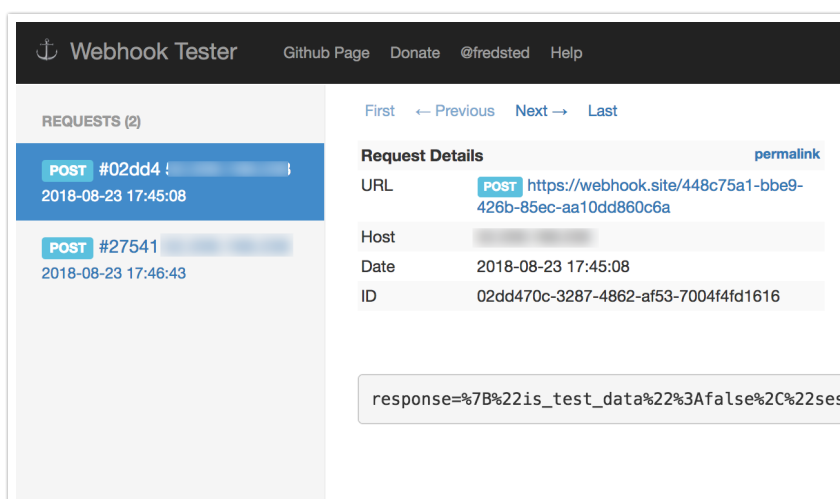 Webhook Tester Github Page Donate @fredsted Help
REQUESTS (2)
POST #02dd4
2018-08-23 17:45:08
POST #27541
2018-08-23 17:46:43
First ← Previous Next → Last
Request Details permalink
URL POST https://webhook.site/448c75a1-bbe9-
426b-85ec-aa10dd860c6a
Host
Date 2018-08-23 17:45:08
ID 02dd470c-3287-4862-af53-7004f4fd1616
response=%7B%22is_test_data%22%3Afalse%2C%22ses